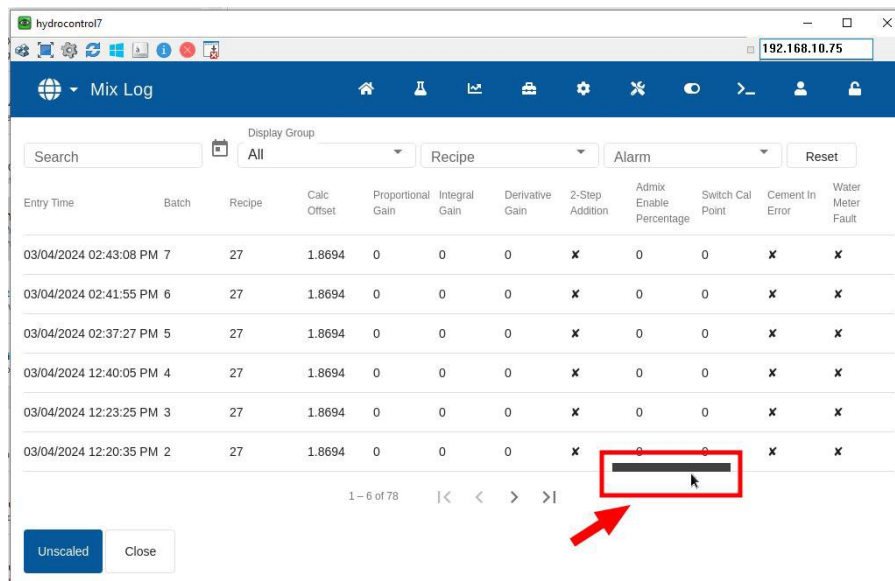 hydrocontrol7
192.168.10.75
Mix Log
Display Group
Search
All
Recipe
Alarm
Reset
Entry Time Batch Recipe Calc Offset Proportional Gain Integral Gain Derivative Gain 2-Step Addition Admix Enable Percentage Switch Cal Point Cement In Error Water Meter Fault
03/04/2024 02:43:08 PM 7 27 1.8694 0 0 0 ✘ 0 0 ✘ ✘
03/04/2024 02:41:55 PM 6 27 1.8694 0 0 0 ✘ 0 0 ✘ ✘
03/04/2024 02:37:27 PM 5 27 1.8694 0 0 0 ✘ 0 0 ✘ ✘
03/04/2024 12:40:05 PM 4 27 1.8694 0 0 0 ✘ 0 0 ✘ ✘
03/04/2024 12:23:25 PM 3 27 1.8694 0 0 0 ✘ 0 0 ✘ ✘
03/04/2024 12:20:35 PM 2 27 1.8694 0 0 0 ✘ 0 0 ✘ ✘
1 – 6 of 78
Unscaled
Close